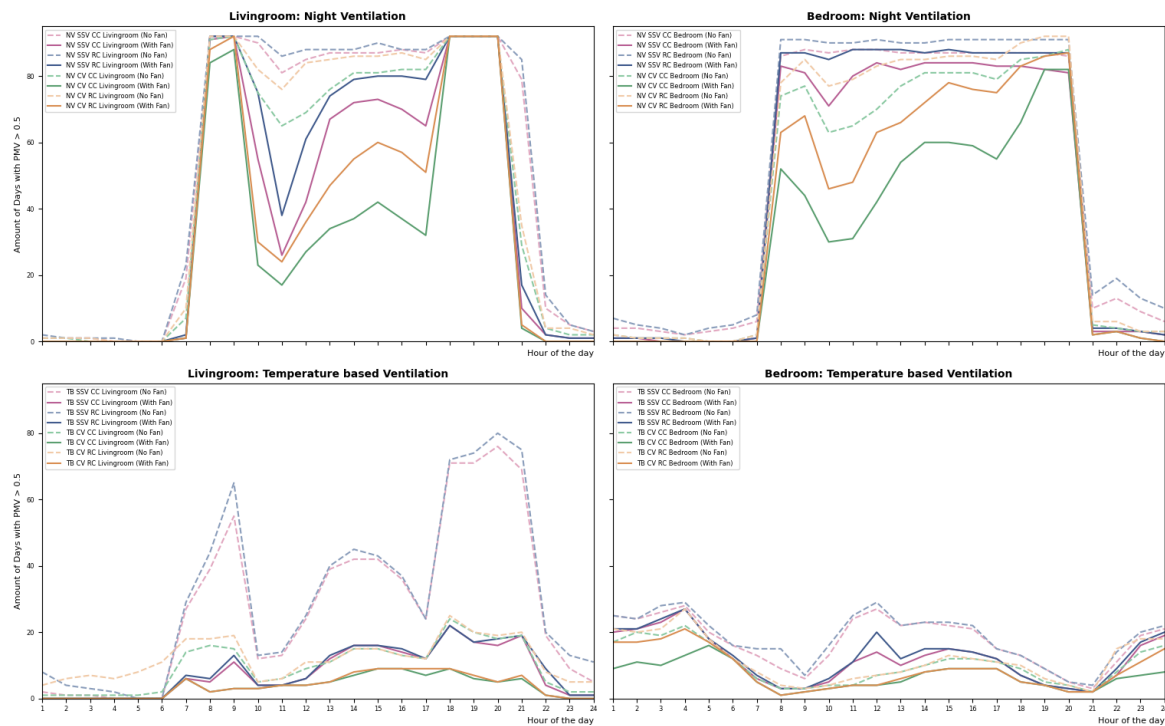 Livingroom: Night Ventilation
NV SSV CC Livingroom (No Fan)
NV SSV CC Livingroom (With Fan)
NV SSV RC Livingroom (No Fan)
NV SSV RC Livingroom (With Fan)
NV CV CC Livingroom (No Fan)
NV CV CC Livingroom (With Fan)
NV CV RC Livingroom (No Fan)
NV CV RC Livingroom (With Fan)
Amount of Days with PMV > 0.5
80
60
40
20
0
Hour of the day
Bedroom: Night Ventilation
NV SSV CC Bedroom (No Fan)
NV SSV CC Bedroom (With Fan)
NV SSV RC Bedroom (No Fan)
NV SSV RC Bedroom (With Fan)
NV CV CC Bedroom (No Fan)
NV CV CC Bedroom (With Fan)
NV CV RC Bedroom (No Fan)
NV CV RC Bedroom (With Fan)
Hour of the day
Livingroom: Temperature based Ventilation
TB SSV CC Livingroom (No Fan)
TB SSV CC Livingroom (With Fan)
TB SSV RC Livingroom (No Fan)
TB SSV RC Livingroom (With Fan)
TB CV CC Livingroom (No Fan)
TB CV CC Livingroom (With Fan)
TB CV RC Livingroom (No Fan)
TB CV RC Livingroom (With Fan)
Amount of Days with PMV > 0.5
80
60
40
20
0
1 2 3 4 5 6 7 8 9 10 11 12 13 14 15 16 17 18 19 20 21 22 23 24
Hour of the day
Bedroom: Temperature based Ventilation
TB SSV CC Bedroom (No Fan)
TB SSV CC Bedroom (With Fan)
TB SSV RC Bedroom (No Fan)
TB SSV RC Bedroom (With Fan)
TB CV CC Bedroom (No Fan)
TB CV CC Bedroom (With Fan)
TB CV RC Bedroom (No Fan)
TB CV RC Bedroom (With Fan)
1 2 3 4 5 6 7 8 9 10 11 12 13 14 15 16 17 18 19 20 21 22 23 24
Hour of the day